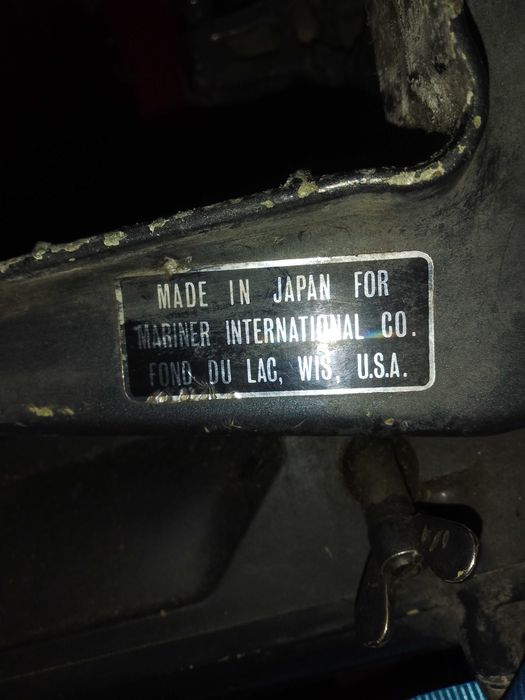 MADE IN JAPAN FOR
MARINER INTERNATIONAL CO.
FOND DU LAC, WIS, U.S.A.